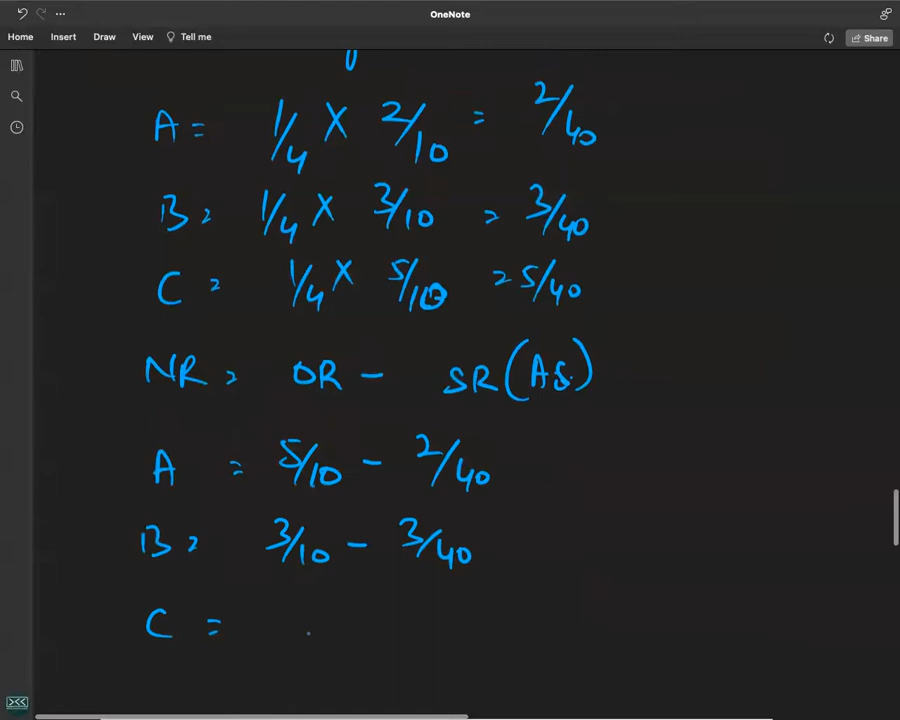 OneNote
Home Insert Draw View Tell me Share
A = 1/4 X 2/10 = 2/40
B = 1/4 X 3/10 = 3/40
C = 1/4 X 5/10 = 5/40
NR = OR - SR (AS.)
A = 5/10 - 2/40
B = 3/10 - 3/40
C =